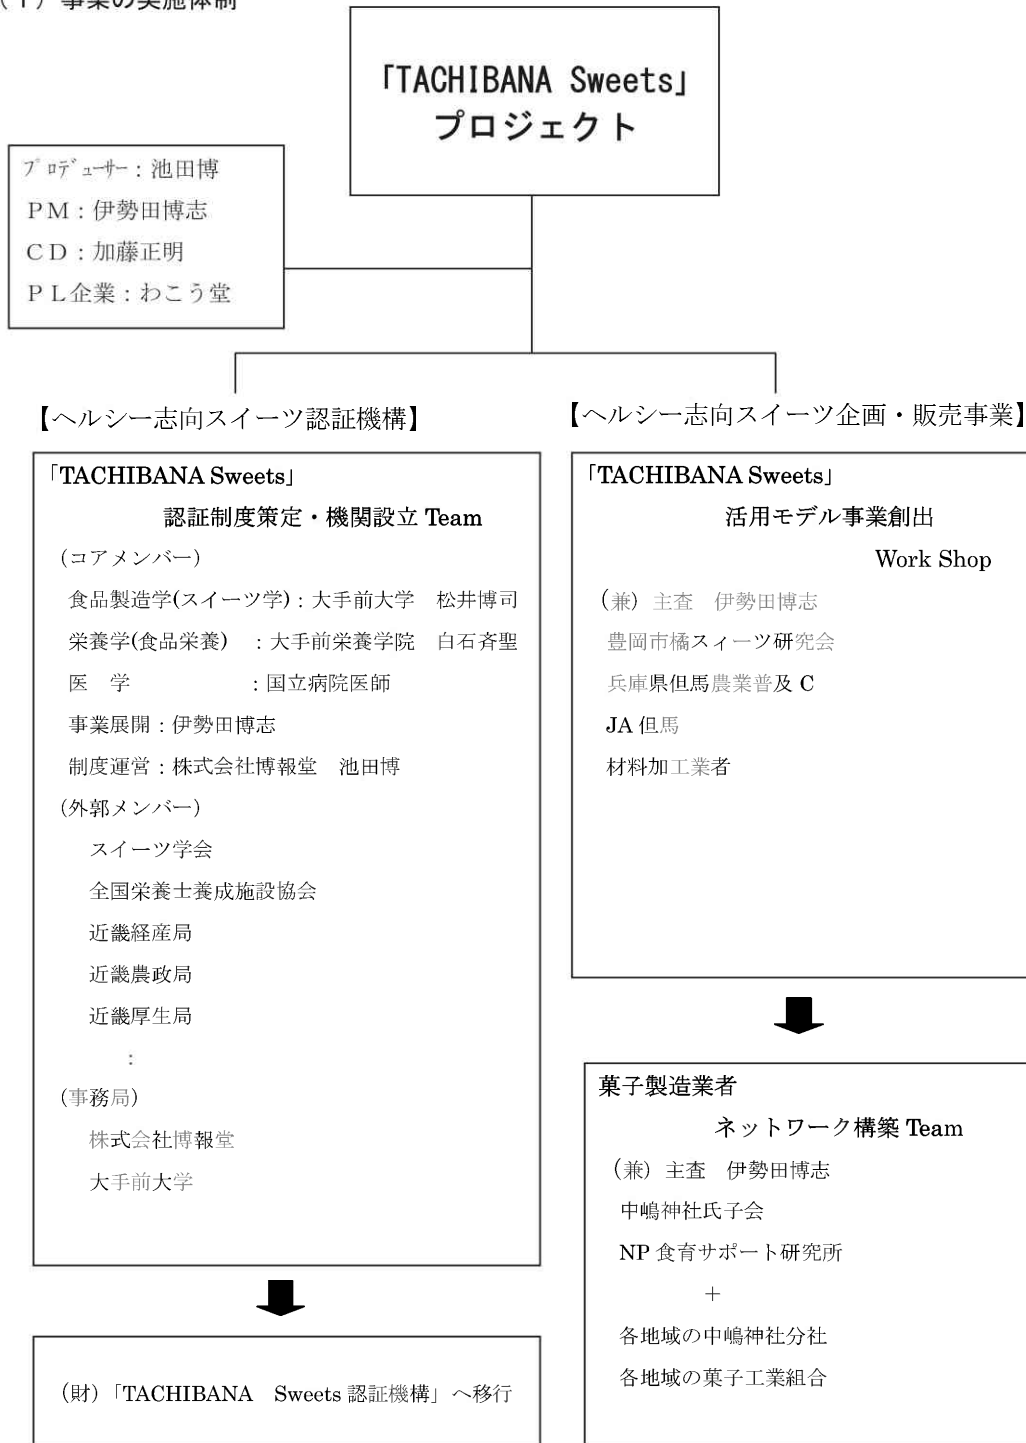 （1）事業の実施体制
「TACHIBANA Sweets」
プロジェクト
ﾌﾟﾛﾃﾞｭｰｻｰ：池田博
ＰＭ：伊勢田博志
ＣＤ：加藤正明
ＰＬ企業：わこう堂
【ヘルシー志向スイーツ認証機構】
「TACHIBANA Sweets」
認証制度策定・機関設立 Team
（コアメンバー）
食品製造学(スイーツ学)：大手前大学　松井博司
栄養学(食品栄養)　：大手前栄養学院　白石斉聖
医　学　　　　　　：国立病院医師
事業展開：伊勢田博志
制度運営：株式会社博報堂　池田博
（外郭メンバー）
スイーツ学会
全国栄養士養成施設協会
近畿経産局
近畿農政局
近畿厚生局
：
（事務局）
株式会社博報堂
大手前大学
（財）「TACHIBANA　Sweets 認証機構」へ移行
【ヘルシー志向スイーツ企画・販売事業】
「TACHIBANA Sweets」
活用モデル事業創出
Work Shop
（兼）主査　伊勢田博志
豊岡市橘スィーツ研究会
兵庫県但馬農業普及 C
JA 但馬
材料加工業者
菓子製造業者
ネットワーク構築 Team
（兼）主査　伊勢田博志
中嶋神社氏子会
NP 食育サポート研究所
＋
各地域の中嶋神社分社
各地域の菓子工業組合